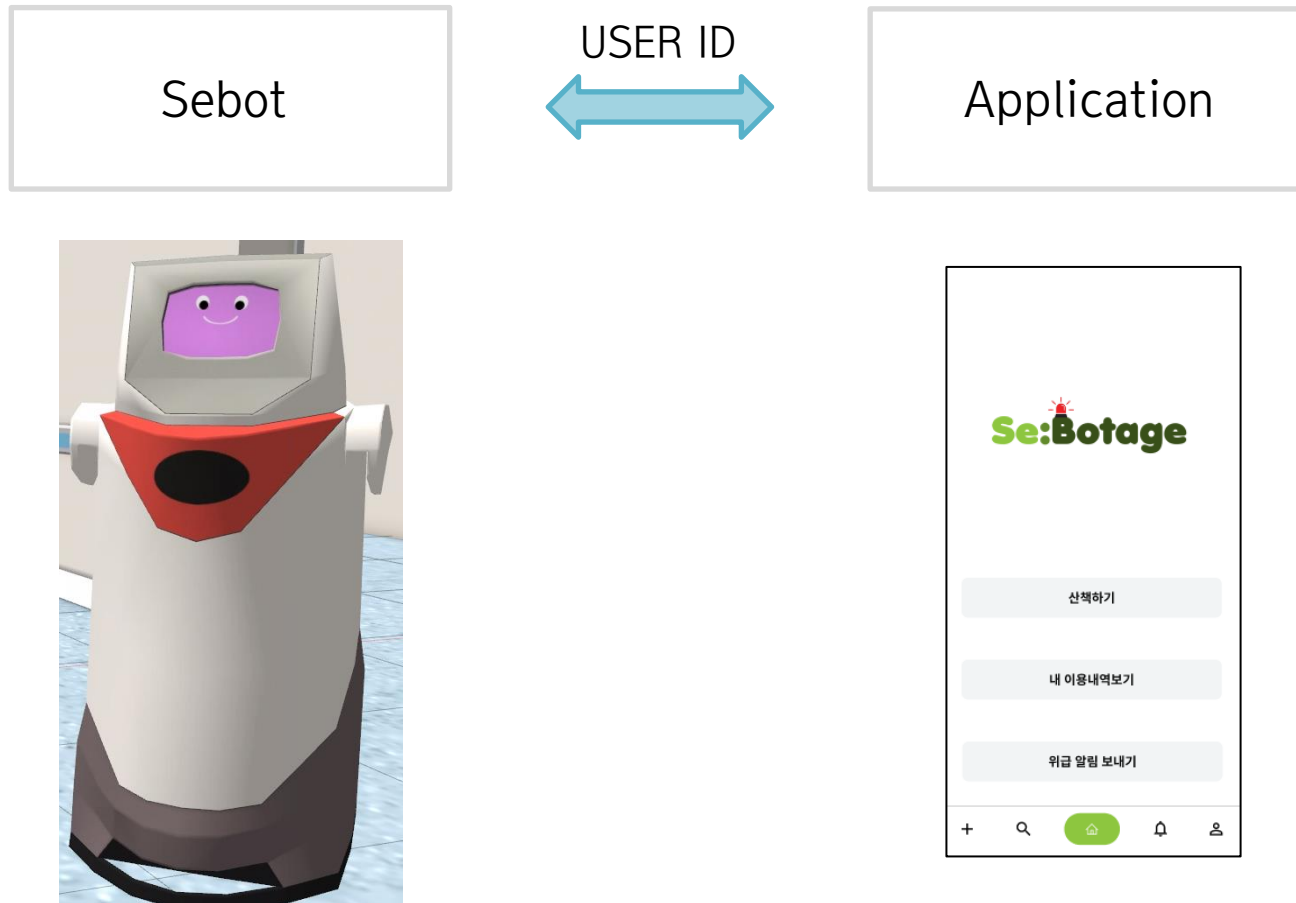 USER ID
Sebot
Application
Se:Botage
산책하기
내 이용내역보기
위급 알림 보내기